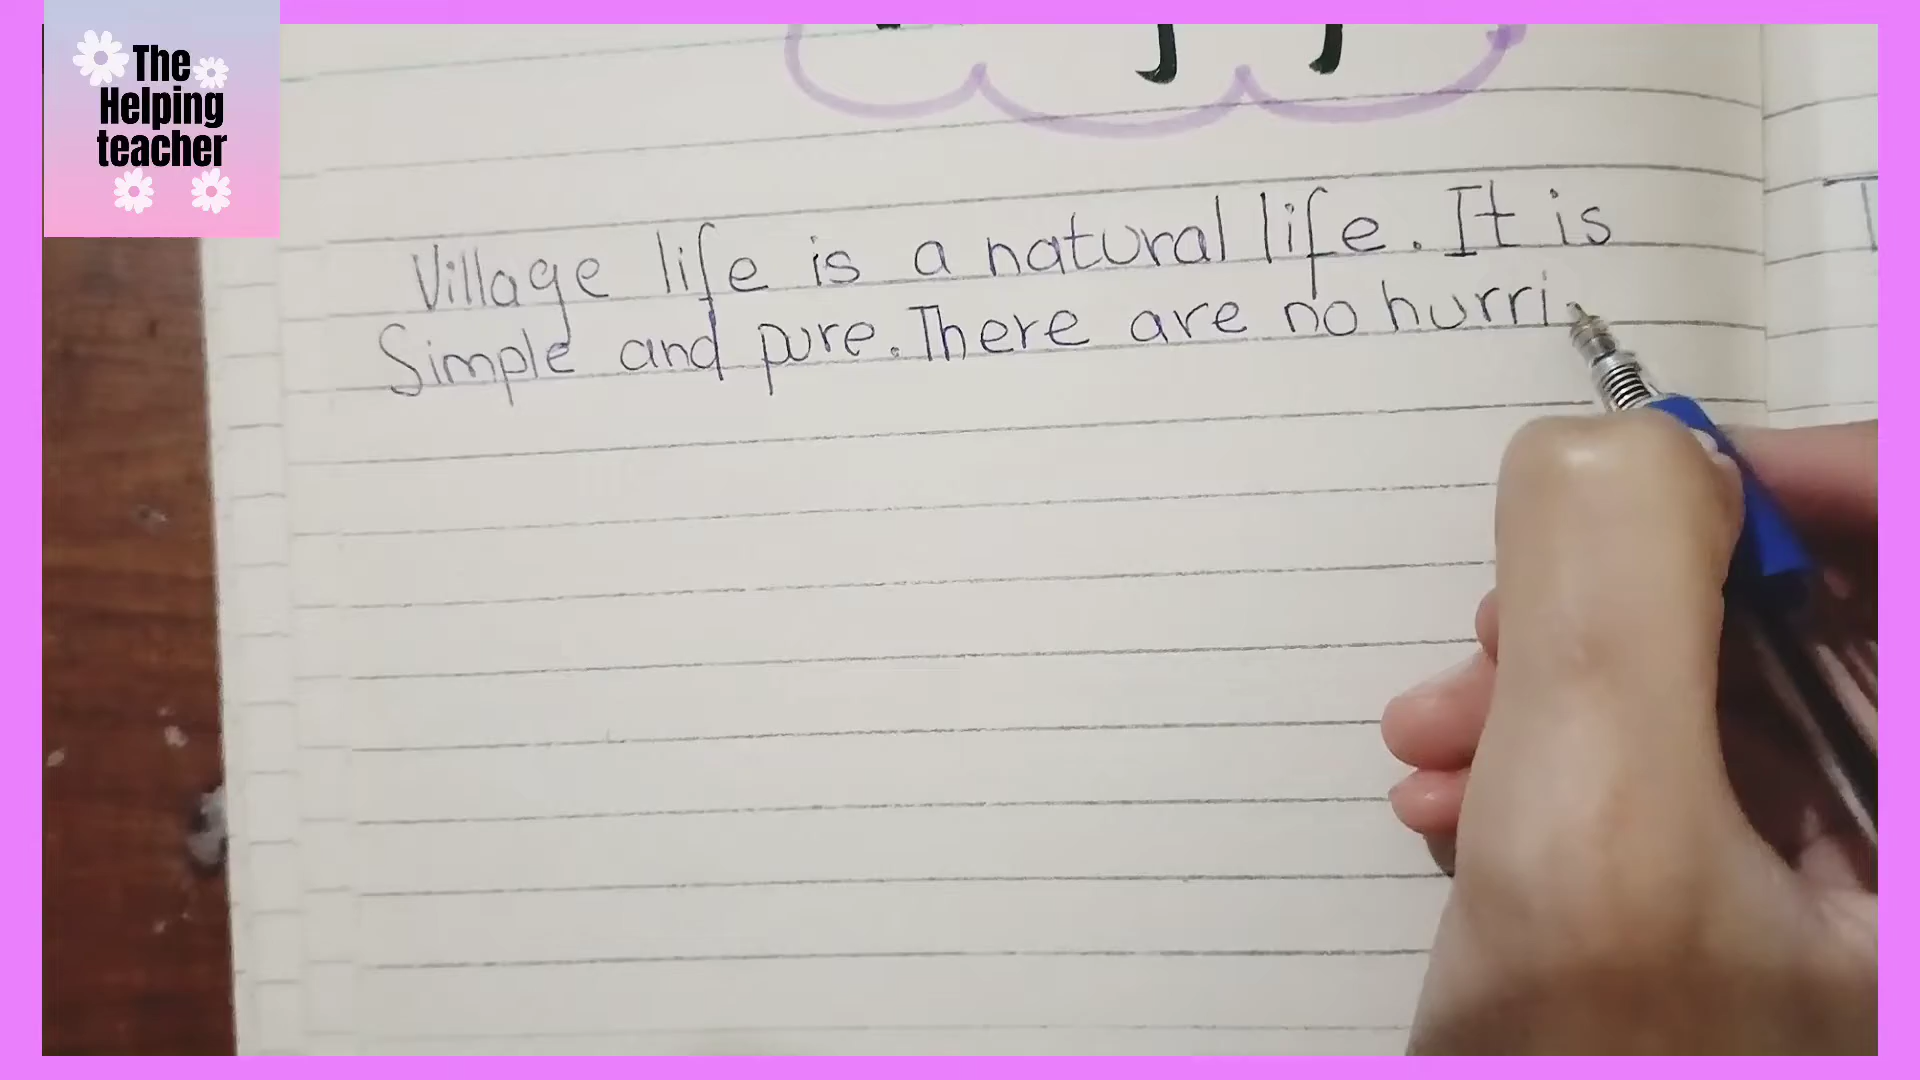 The
Helping
teacher
Village life is a natural life. It is
Simple and pure. There are no hurri